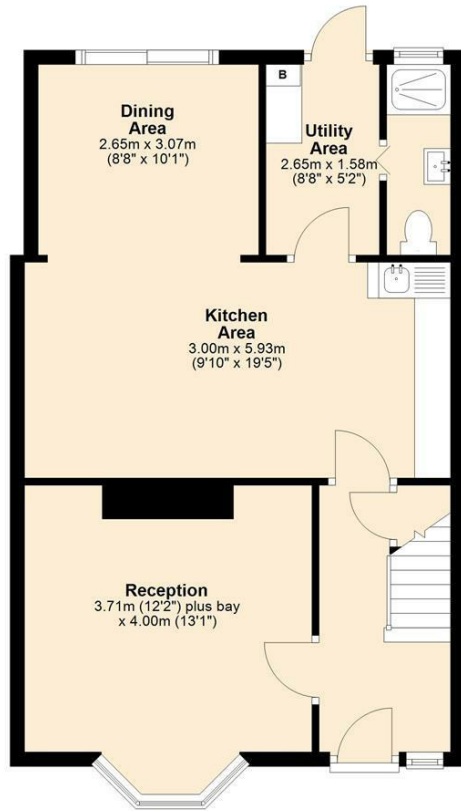 Dining
Area
2.65m x 3.07m
(8'8" x 10'1")
B
Utility
Area
2.65m x 1.58m
(8'8" x 5'2")
Kitchen
Area
3.00m x 5.93m
(9'10" x 19'5")
Reception
3.71m (12'2") plus bay
x 4.00m (13'1")